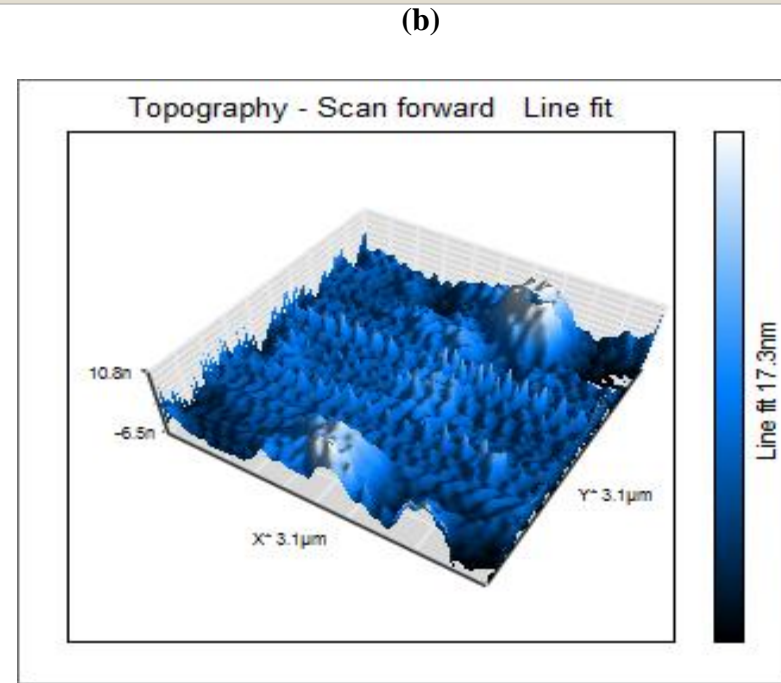 (b)
Topography - Scan forward Line fit
10.8n
-6.5n
X* 3.1µm
Y* 3.1µm
Line fit 17.3nm